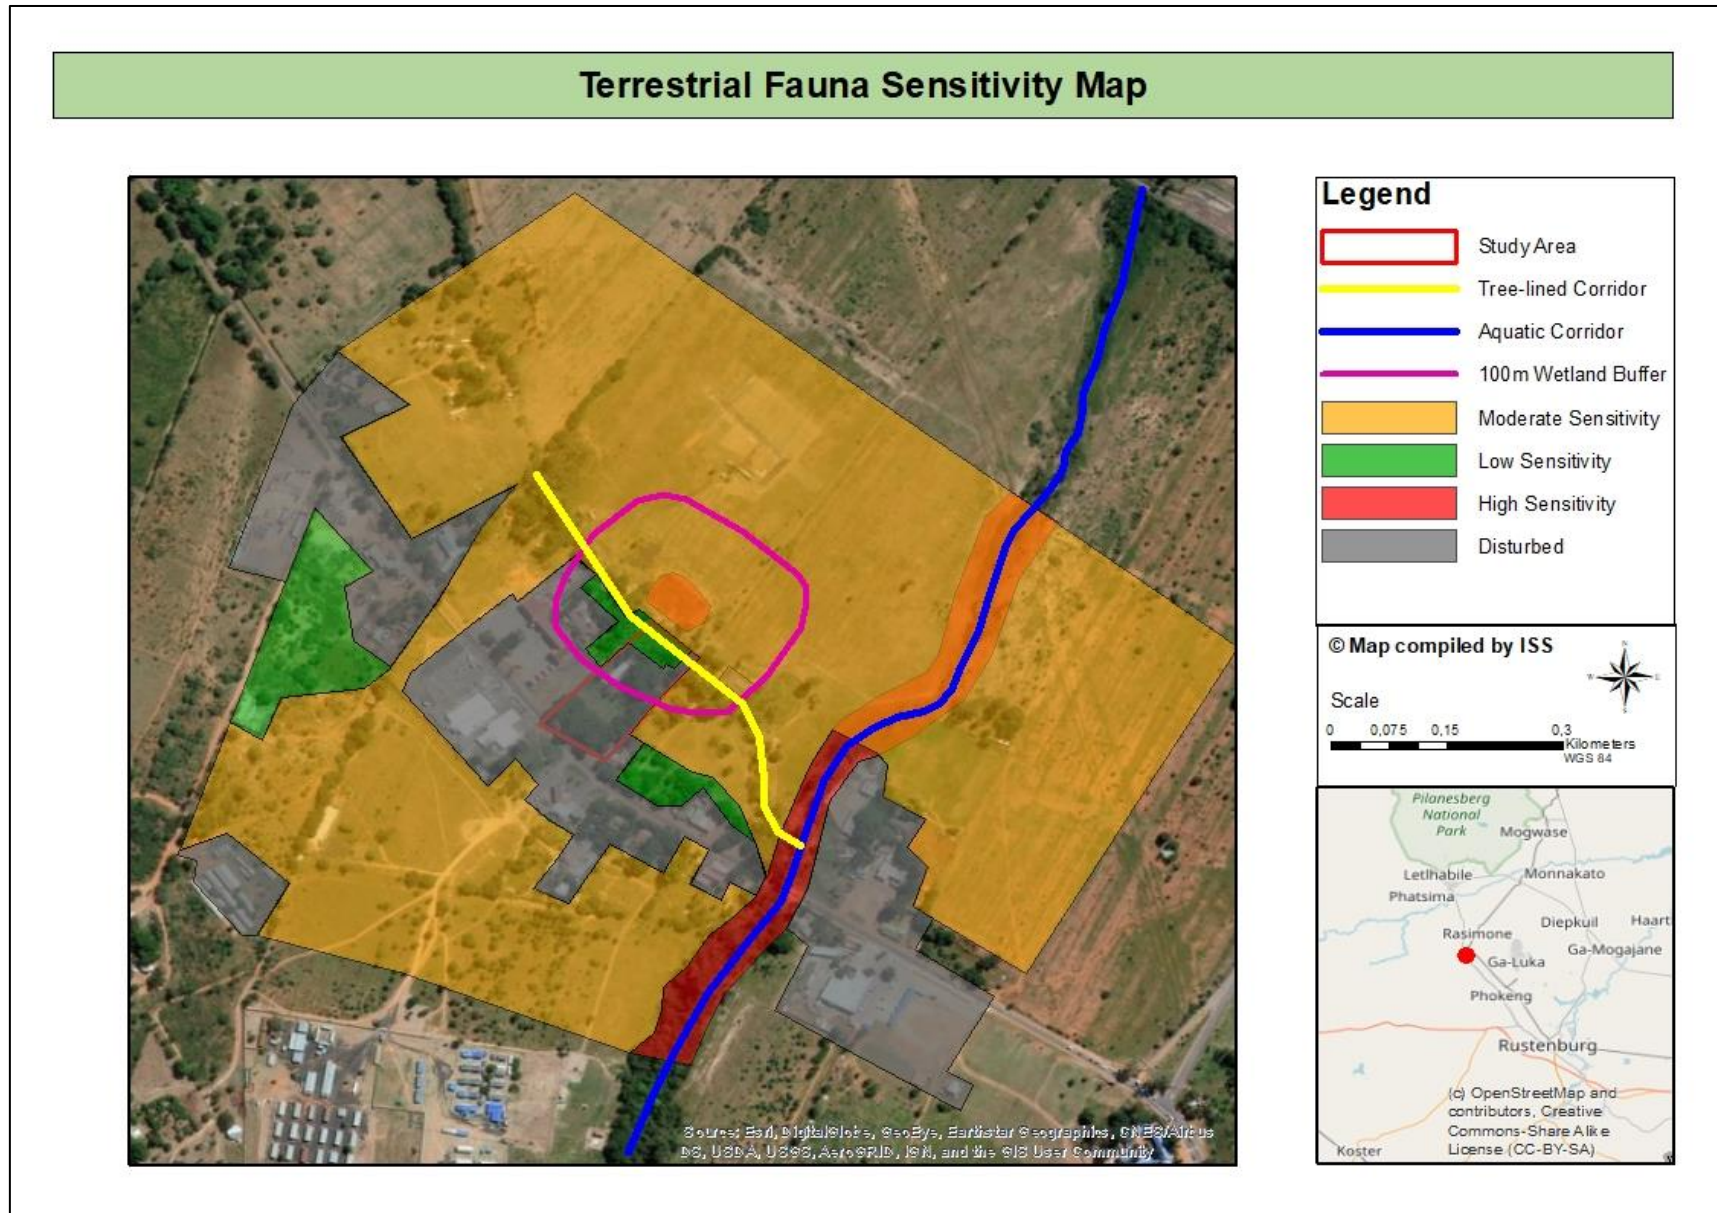 Terrestrial Fauna Sensitivity Map
Legend
Study Area
Tree-lined Corridor
Aquatic Corridor
100m Wetland Buffer
Moderate Sensitivity
Low Sensitivity
High Sensitivity
Disturbed
© Map compiled by ISS
N
W E
S
Scale
0 0,075 0,15 0,3
Kilometers
WGS 84
Pilanesberg
National
Park
Mogwase
Letlhabile
Monnakato
Phatsima
Diepkuil
Haart
Rasimone
Ga-Mogajane
Ga-Luka
Phokeng
Rustenburg
(c) OpenStreetMap and
contributors, Creative
Commons-Share Alike
License (CC-BY-SA)
Koster
Source: Esri, DigitalGlobe, GeoEye, Earthstar Geographics, CNES/Airbus
DS, USDA, USGS, AeroGRID, IGN, and the GIS User Community